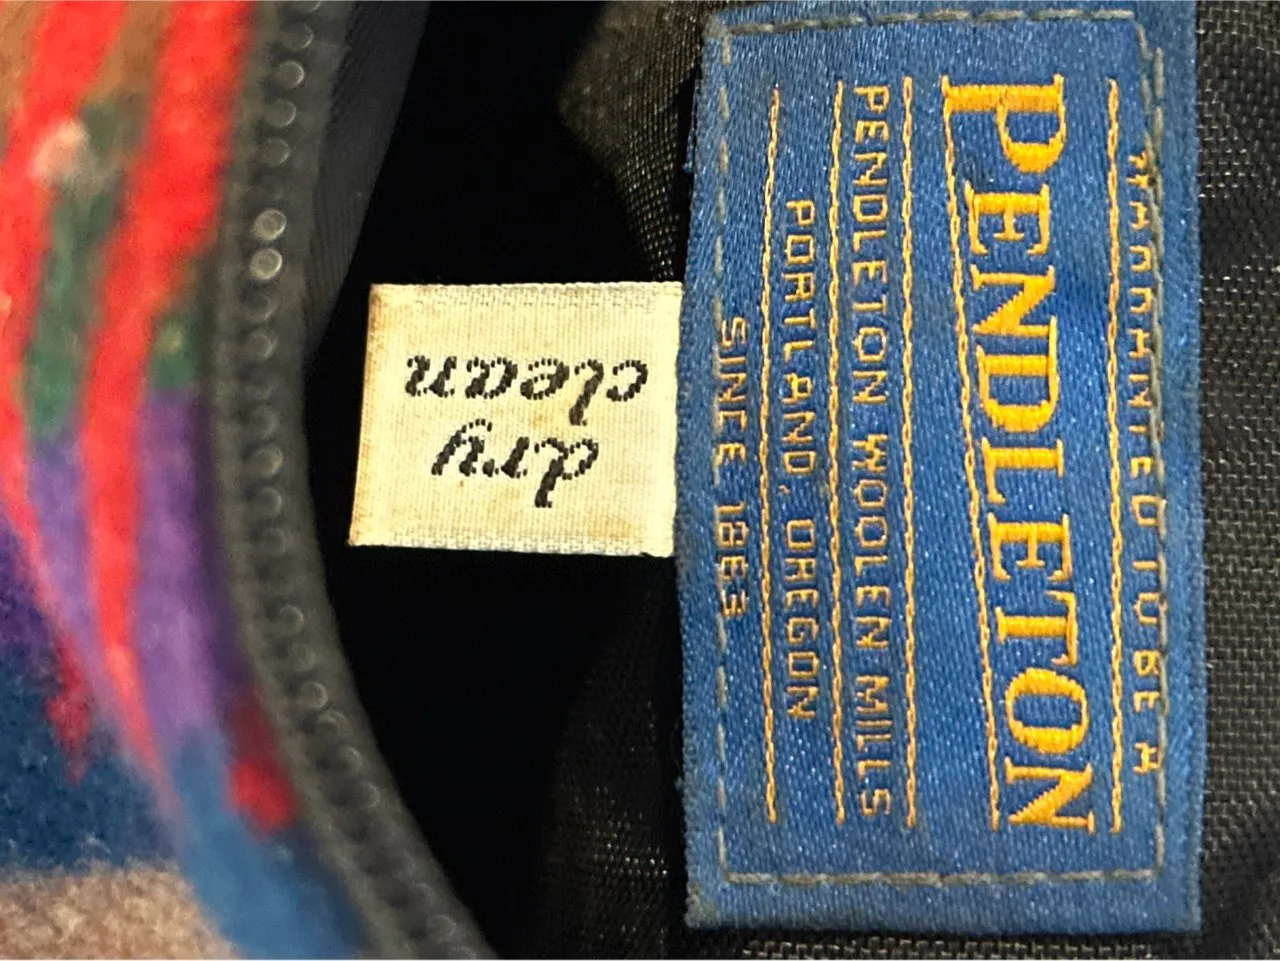 WARRANTED TO BE A
PENDLETON
PENDLETON WOOLEN MILLS
PORTLAND, OREGON
SINCE 1863
dry
clean